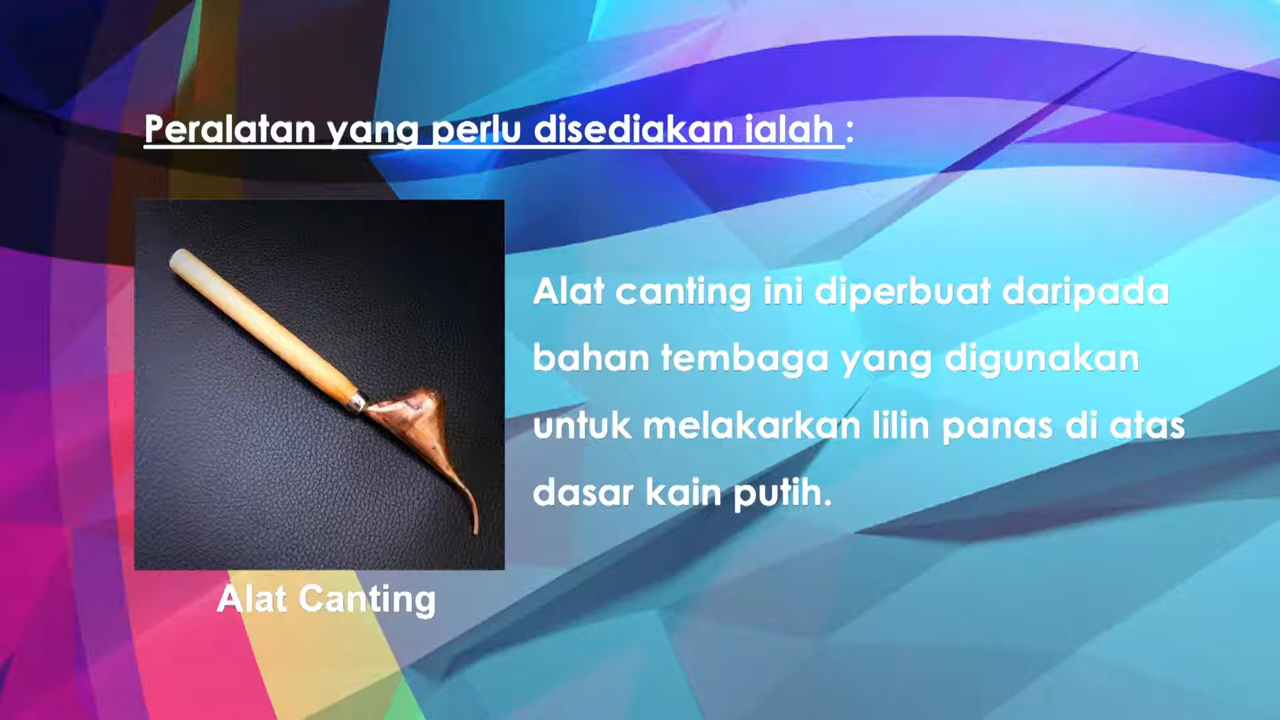 Peralatan yang perlu disediakan ialah :
Alat canting ini diperbuat daripada
bahan tembaga yang digunakan
untuk melakarkan lilin panas di atas
dasar kain putih.
Alat Canting